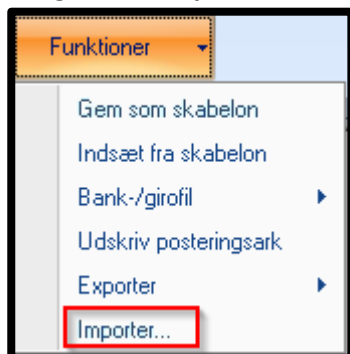 Funktioner
Gem som skabelon
Indsæt fra skabelon
Bank-/girofil
Udskriv posteringsark
Exporter
Importer...